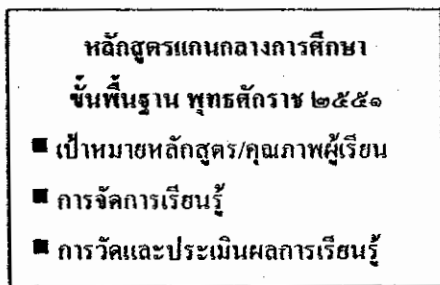 หลักสูตรแกนกลางการศึกษา
ขั้นพื้นฐาน พุทธศักราช ๒๕๕๑
■ เป้าหมายหลักสูตร/คุณภาพผู้เรียน
■ การจัดการเรียนรู้
■ การวัดและประเมินผลการเรียนรู้